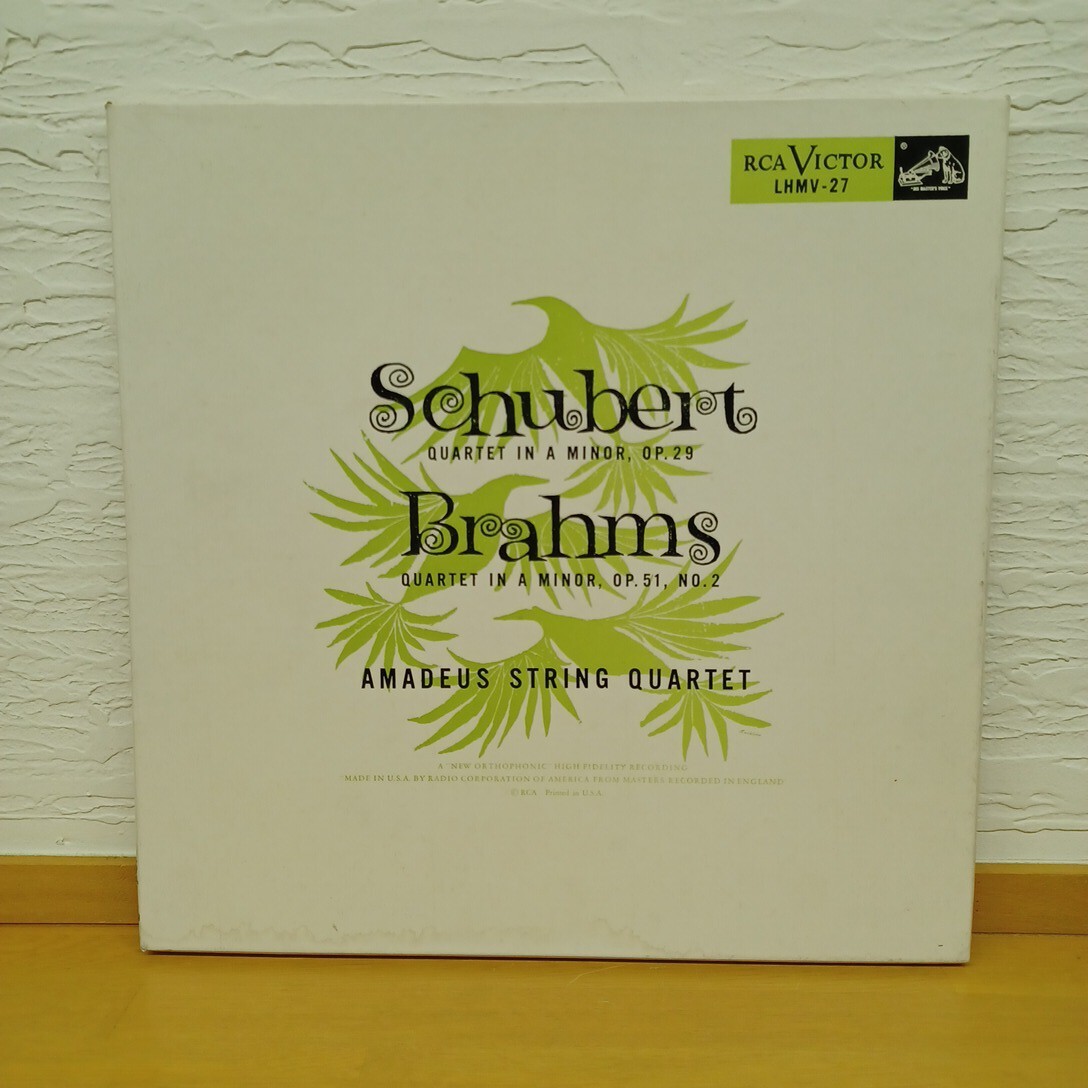 RCA VICTOR
LHMV-27
®
"HIS MASTER'S VOICE"
Schubert
QUARTET IN A MINOR, OP. 29
Brahms
QUARTET IN A MINOR, OP. 51, NO. 2
AMADEUS STRING QUARTET
A "NEW ORTHOPHONIC" HIGH FIDELITY RECORDING
MADE IN U.S.A. BY RADIO CORPORATION OF AMERICA FROM MASTERS RECORDED IN ENGLAND
© RCA Printed in U.S.A.